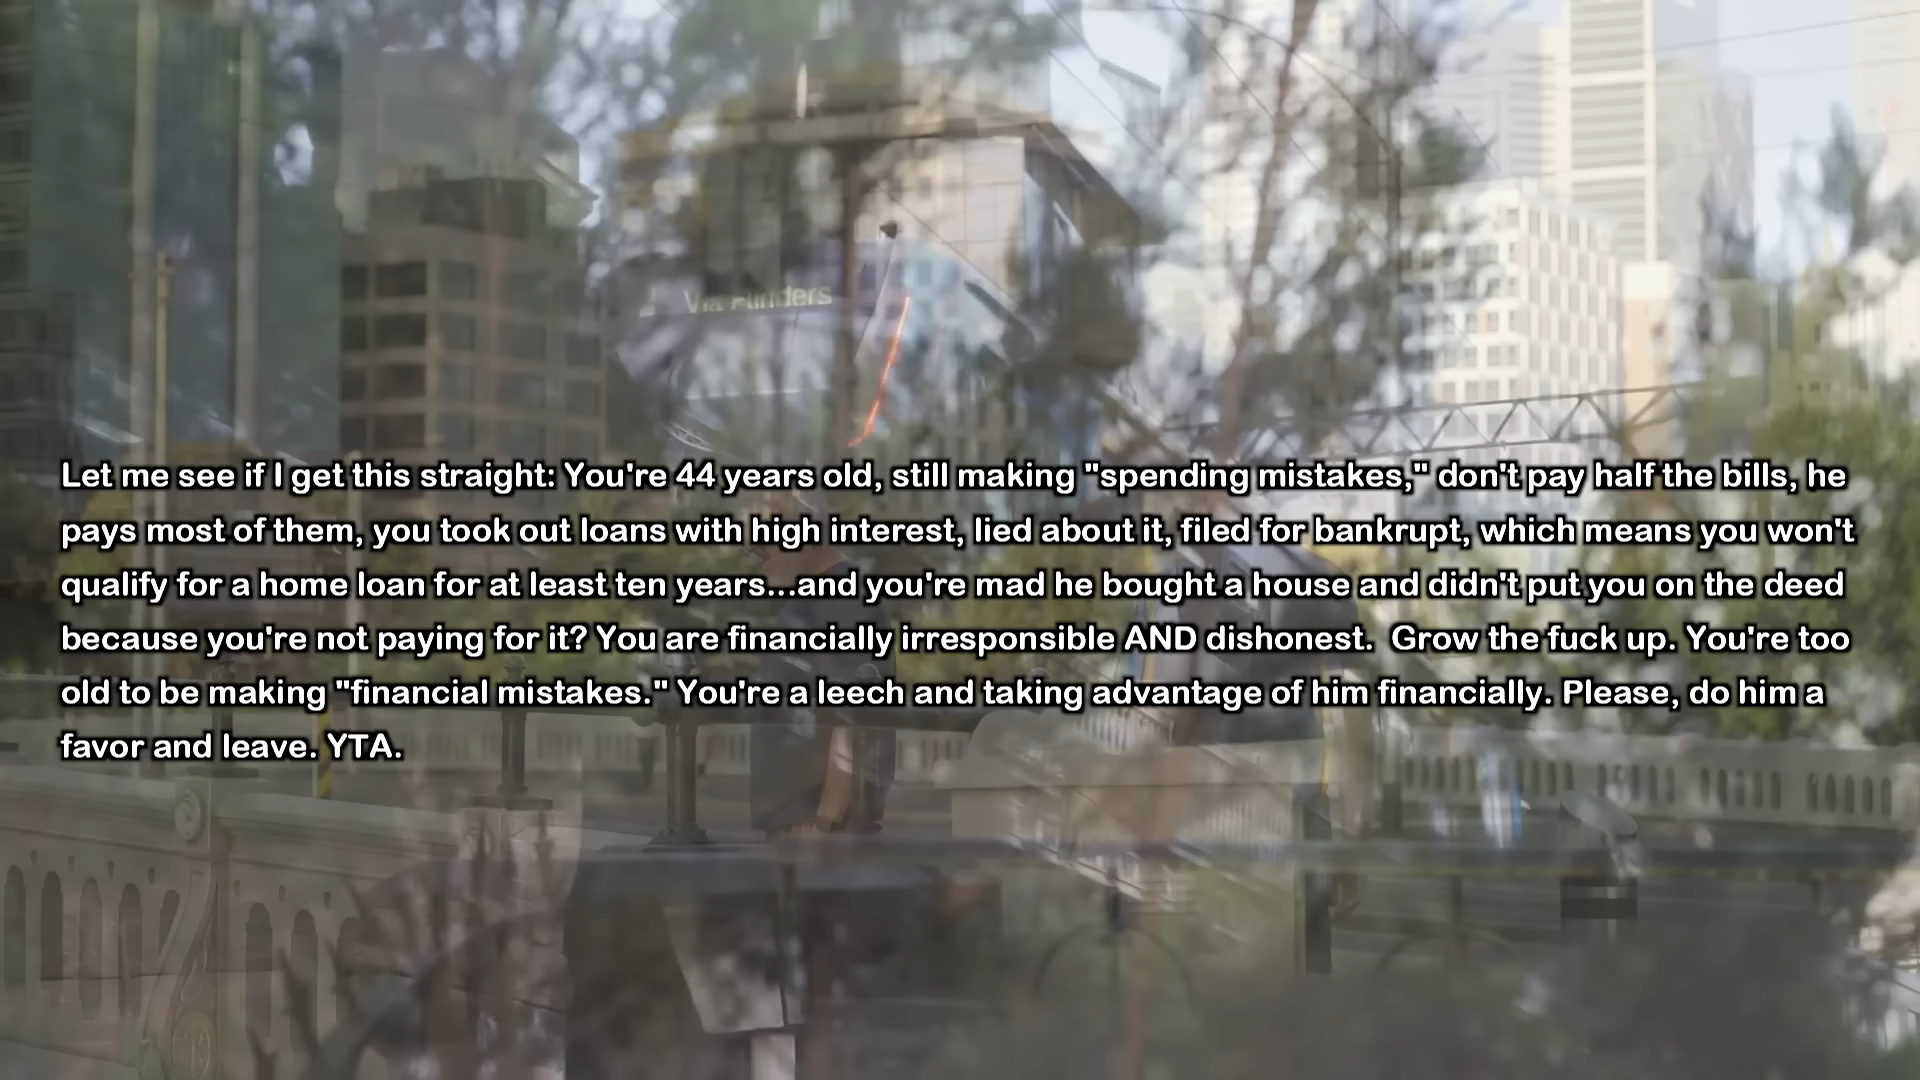 Via Flinders
Let me see if I get this straight: You're 44 years old, still making "spending mistakes," don't pay half the bills, he
pays most of them, you took out loans with high interest, lied about it, filed for bankrupt, which means you won't
qualify for a home loan for at least ten years...and you're mad he bought a house and didn't put you on the deed
because you're not paying for it? You are financially irresponsible AND dishonest.  Grow the fuck up. You're too
old to be making "financial mistakes." You're a leech and taking advantage of him financially. Please, do him a
favor and leave. YTA.